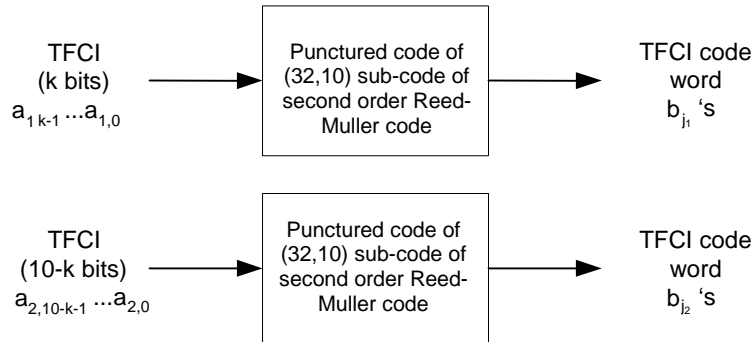 TFCI
(k bits)
a1 k-1 ...a1,0
Punctured code of
(32,10) sub-code of
second order Reed-
Muller code
TFCI code
word
bj1 ‘s
TFCI
(10-k bits)
a2,10-k-1 ...a2,0
Punctured code of
(32,10) sub-code of
second order Reed-
Muller code
TFCI code
word
bj2 ‘s